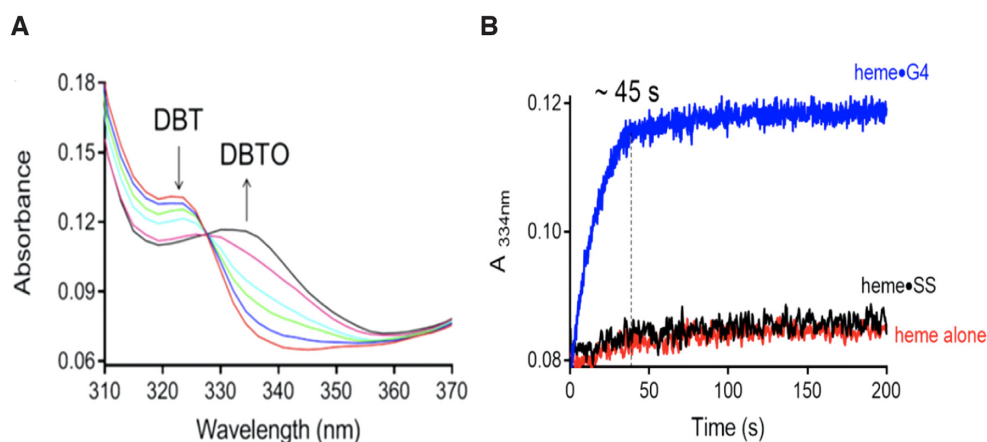 A
Absorbance
0.18
0.15
0.12
0.09
0.06
DBT
DBTO
310 320 330 340 350 360 370
Wavelength (nm)
B
A 334nm
0.12
0.10
0.08
~ 45 s
heme•G4
heme•SS
heme alone
0 50 100 150 200
Time (s)